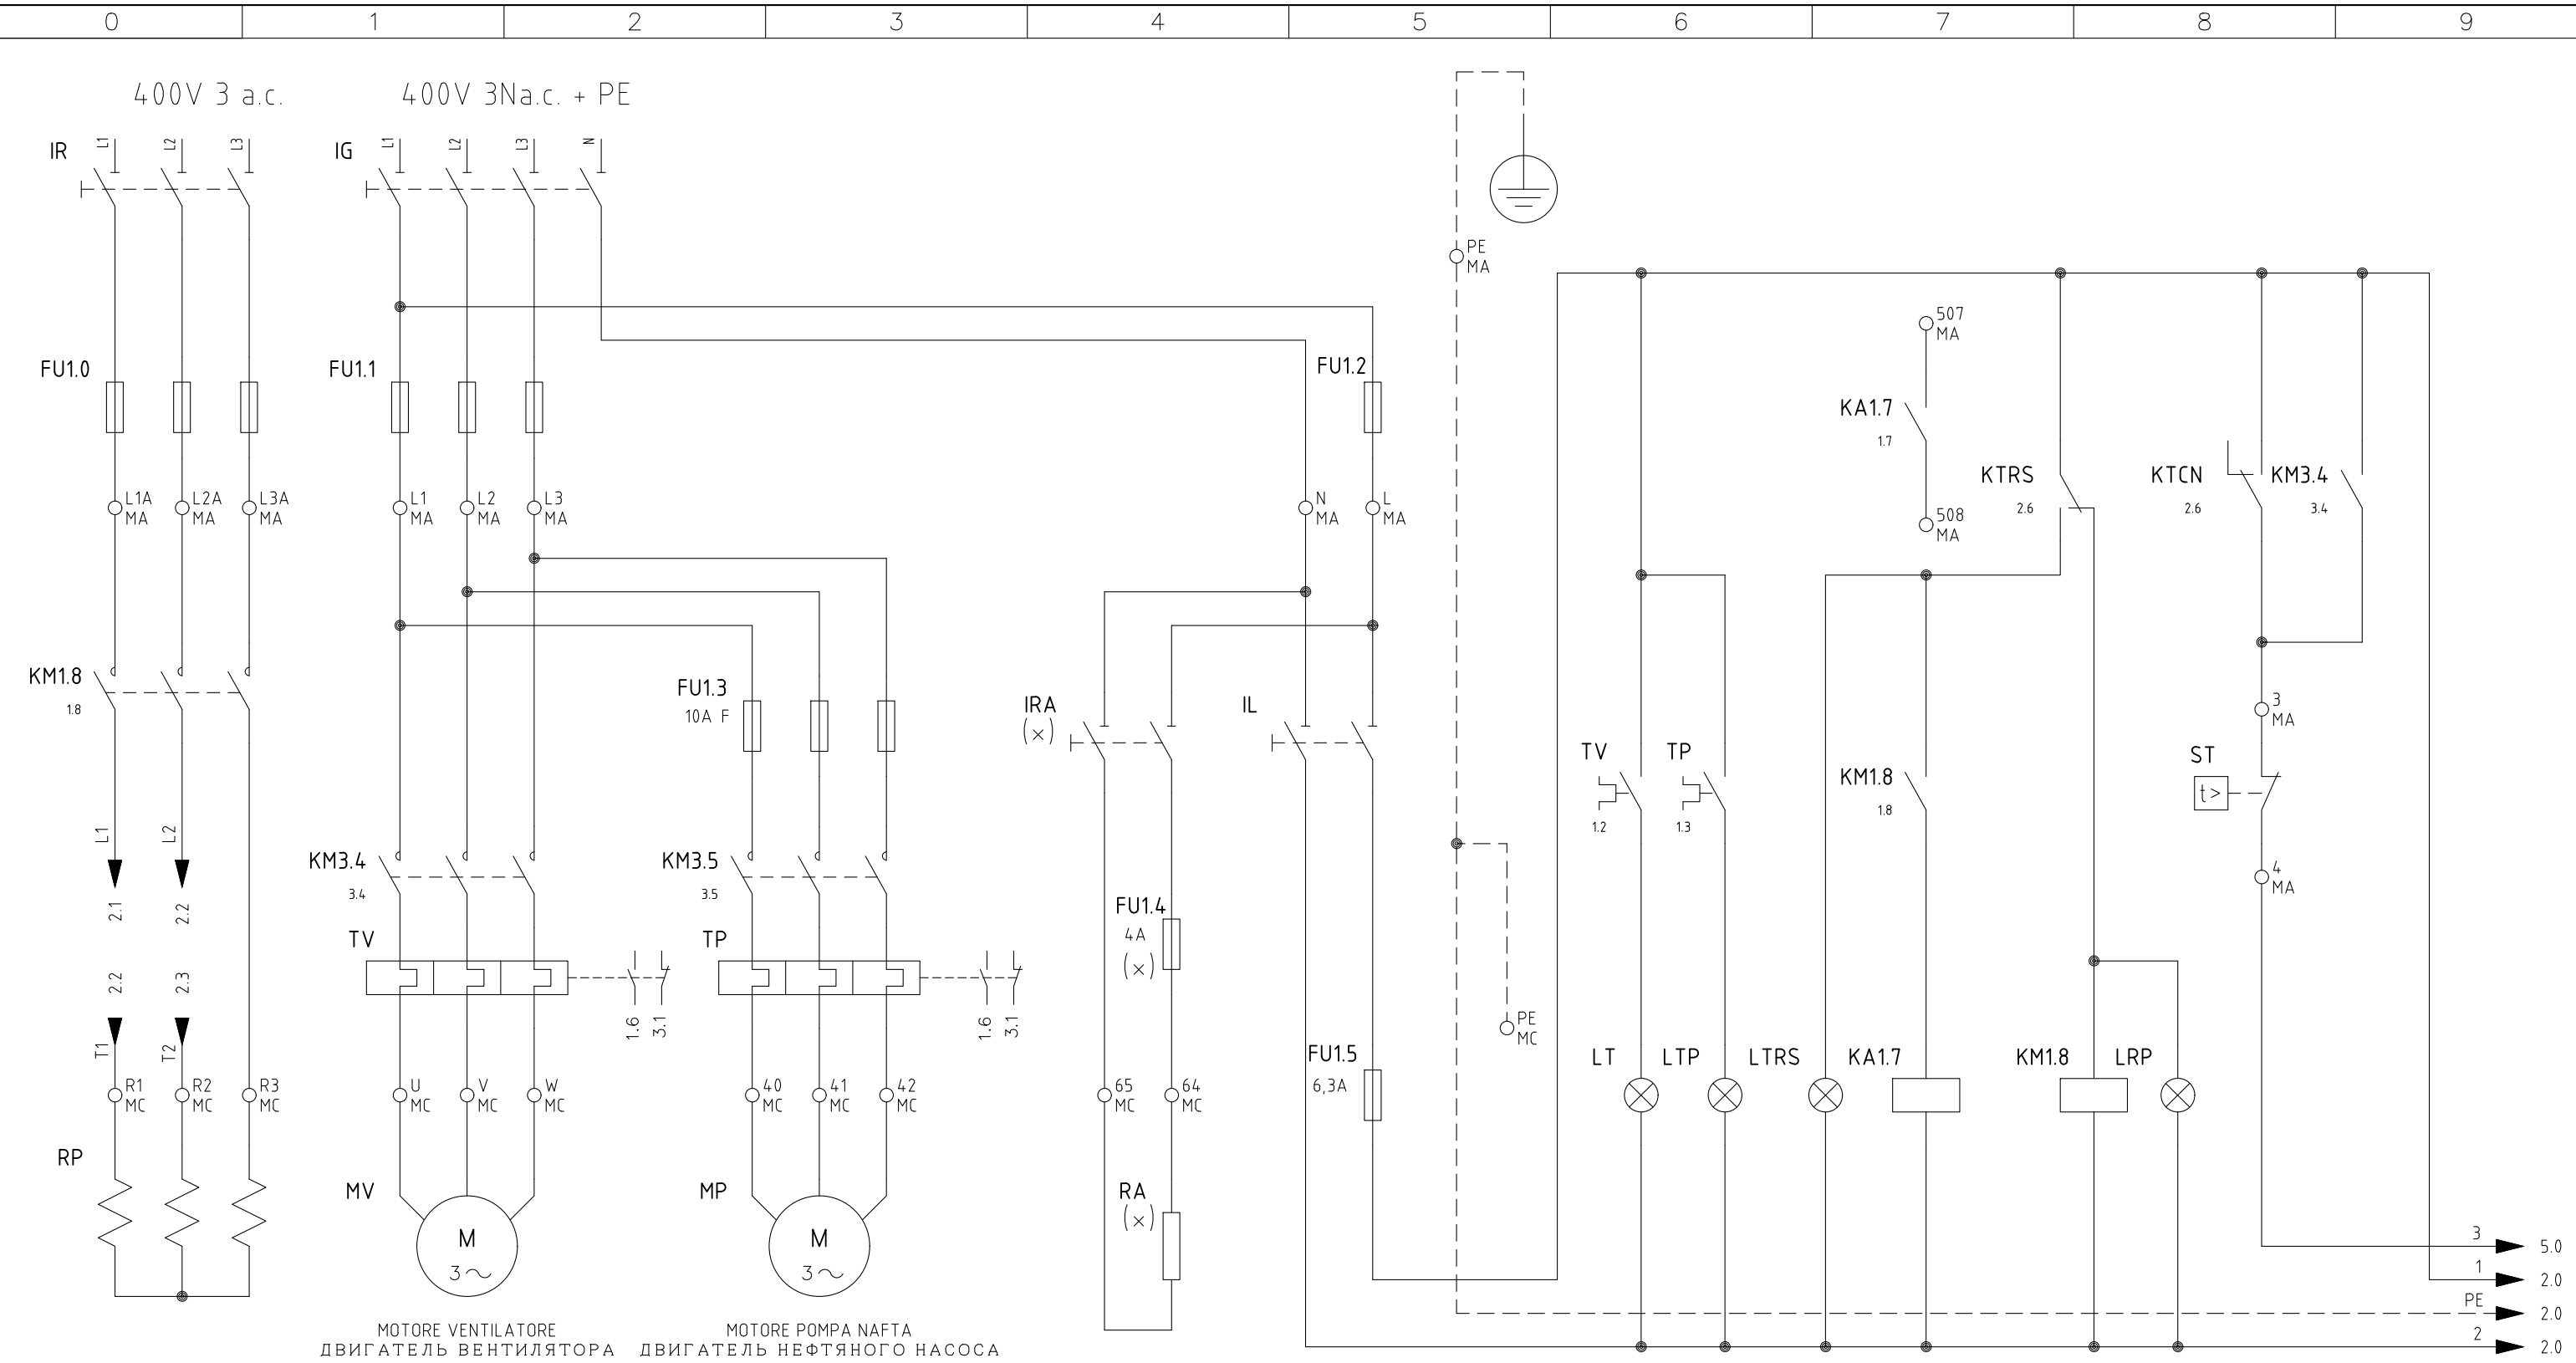 0 1 2 3 4 5 6 7 8 9
400V 3 a.c. 400V 3Na.c. + PE
IR L1 L2 L3 IG L1 L2 L3 N
PE
MA
507
MA
FU1.0 FU1.1 FU1.2
KA1.7
1.7
L1A L2A L3A L1 L2 L3 N L
MA MA MA MA MA MA MA MA
508
MA
KTRS KTCN KM3.4
2.6 2.6 3.4
KM1.8
1.8
FU1.3
10A F
IRA
(x)
IL
3
MA
TV TP KM1.8 ST
1.2 1.3 1.8 t>
L1 L2
KM3.4 KM3.5
3.4 3.5
4
MA
2.1 2.2
FU1.4
4A
(x)
TV TP
2.2 2.3
1.6 3.1 1.6 3.1
PE
MC
T1 T2
FU1.5
6,3A
LT LTP LTRS KA1.7 KM1.8 LRP
R1 R2 R3 U V W 40 41 42 65 64
MC MC MC MC MC MC MC MC MC MC MC
RP MV MP RA
(x)
M M
3~ 3~
3 5.0
1 2.0
PE 2.0
2 2.0
MOTORE VENTILATORE MOTORE POMPA NAFTA
ДВИГАТЕЛЬ ВЕНТИЛЯТОРА ДВИГАТЕЛЬ НЕФТЯНОГО НАСОСА